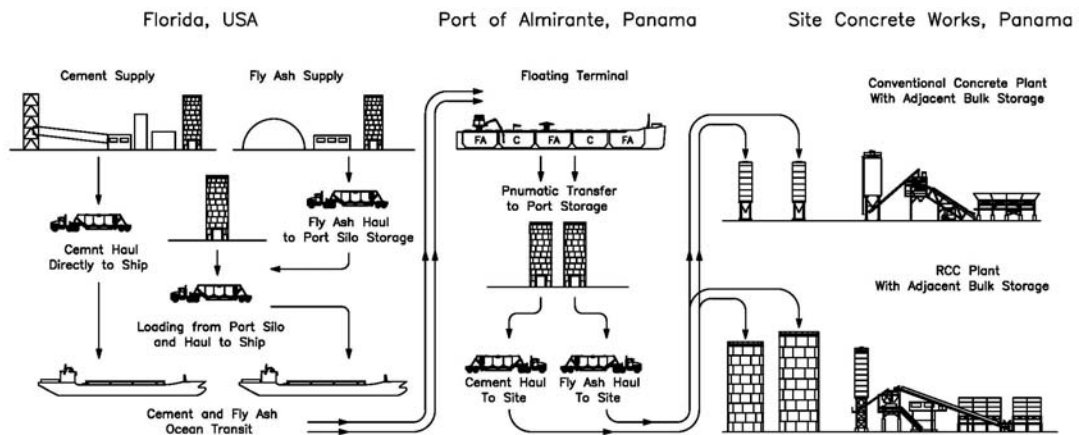 Florida, USA
Port of Almirante, Panama
Site Concrete Works, Panama
Cement Supply
Fly Ash Supply
Cemnt Haul
Directly to Ship
Fly Ash Haul
to Port Silo Storage
Loading from Port Silo
and Haul to Ship
Cement and Fly Ash
Ocean Transit
Floating Terminal
FA C FA C FA
Pnumatic Transfer
to Port Storage
Cement Haul
To Site
Fly Ash Haul
To Site
Conventional Concrete Plant
With Adjacent Bulk Storage
RCC Plant
With Adjacent Bulk Storage